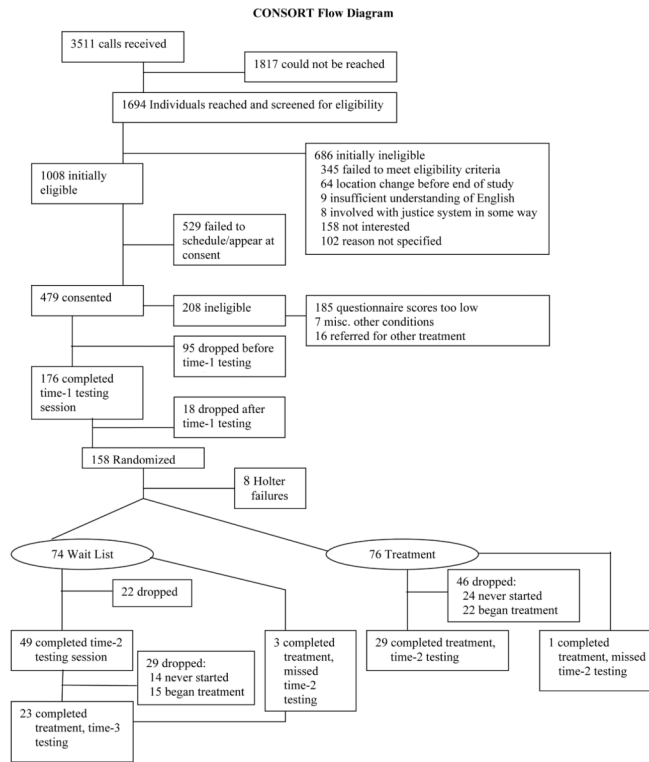 CONSORT Flow Diagram
3511 calls received
1817 could not be reached
1694 Individuals reached and screened for eligibility
686 initially ineligible
345 failed to meet eligibility criteria
64 location change before end of study
9 insufficient understanding of English
8 involved with justice system in some way
158 not interested
102 reason not specified
1008 initially
eligible
529 failed to
schedule/appear at
consent
479 consented
208 ineligible
185 questionnaire scores too low
7 misc. other conditions
16 referred for other treatment
95 dropped before
time-1 testing
176 completed
time-1 testing
session
18 dropped after
time-1 testing
158 Randomized
8 Holter
failures
74 Wait List
76 Treatment
22 dropped
46 dropped:
24 never started
22 began treatment
49 completed time-2
testing session
29 dropped:
14 never started
15 began treatment
3 completed
treatment,
missed
time-2
testing
29 completed treatment,
time-2 testing
1 completed
treatment, missed
time-2 testing
23 completed
treatment, time-3
testing